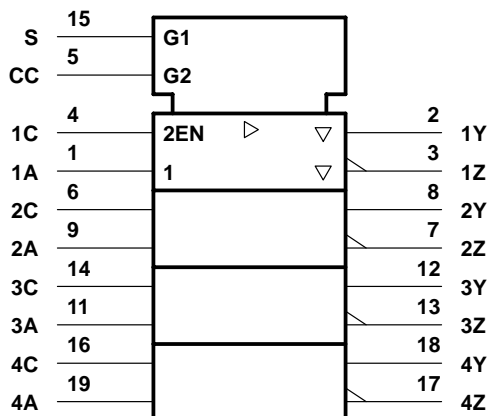 15
S G1
5
CC G2
4 2
1C 2EN 1Y
1 3
1A 1 1Z
6 8
2C 2Y
9 7
2A 2Z
14 12
3C 3Y
11 13
3A 3Z
16 18
4C 4Y
19 17
4A 4Z